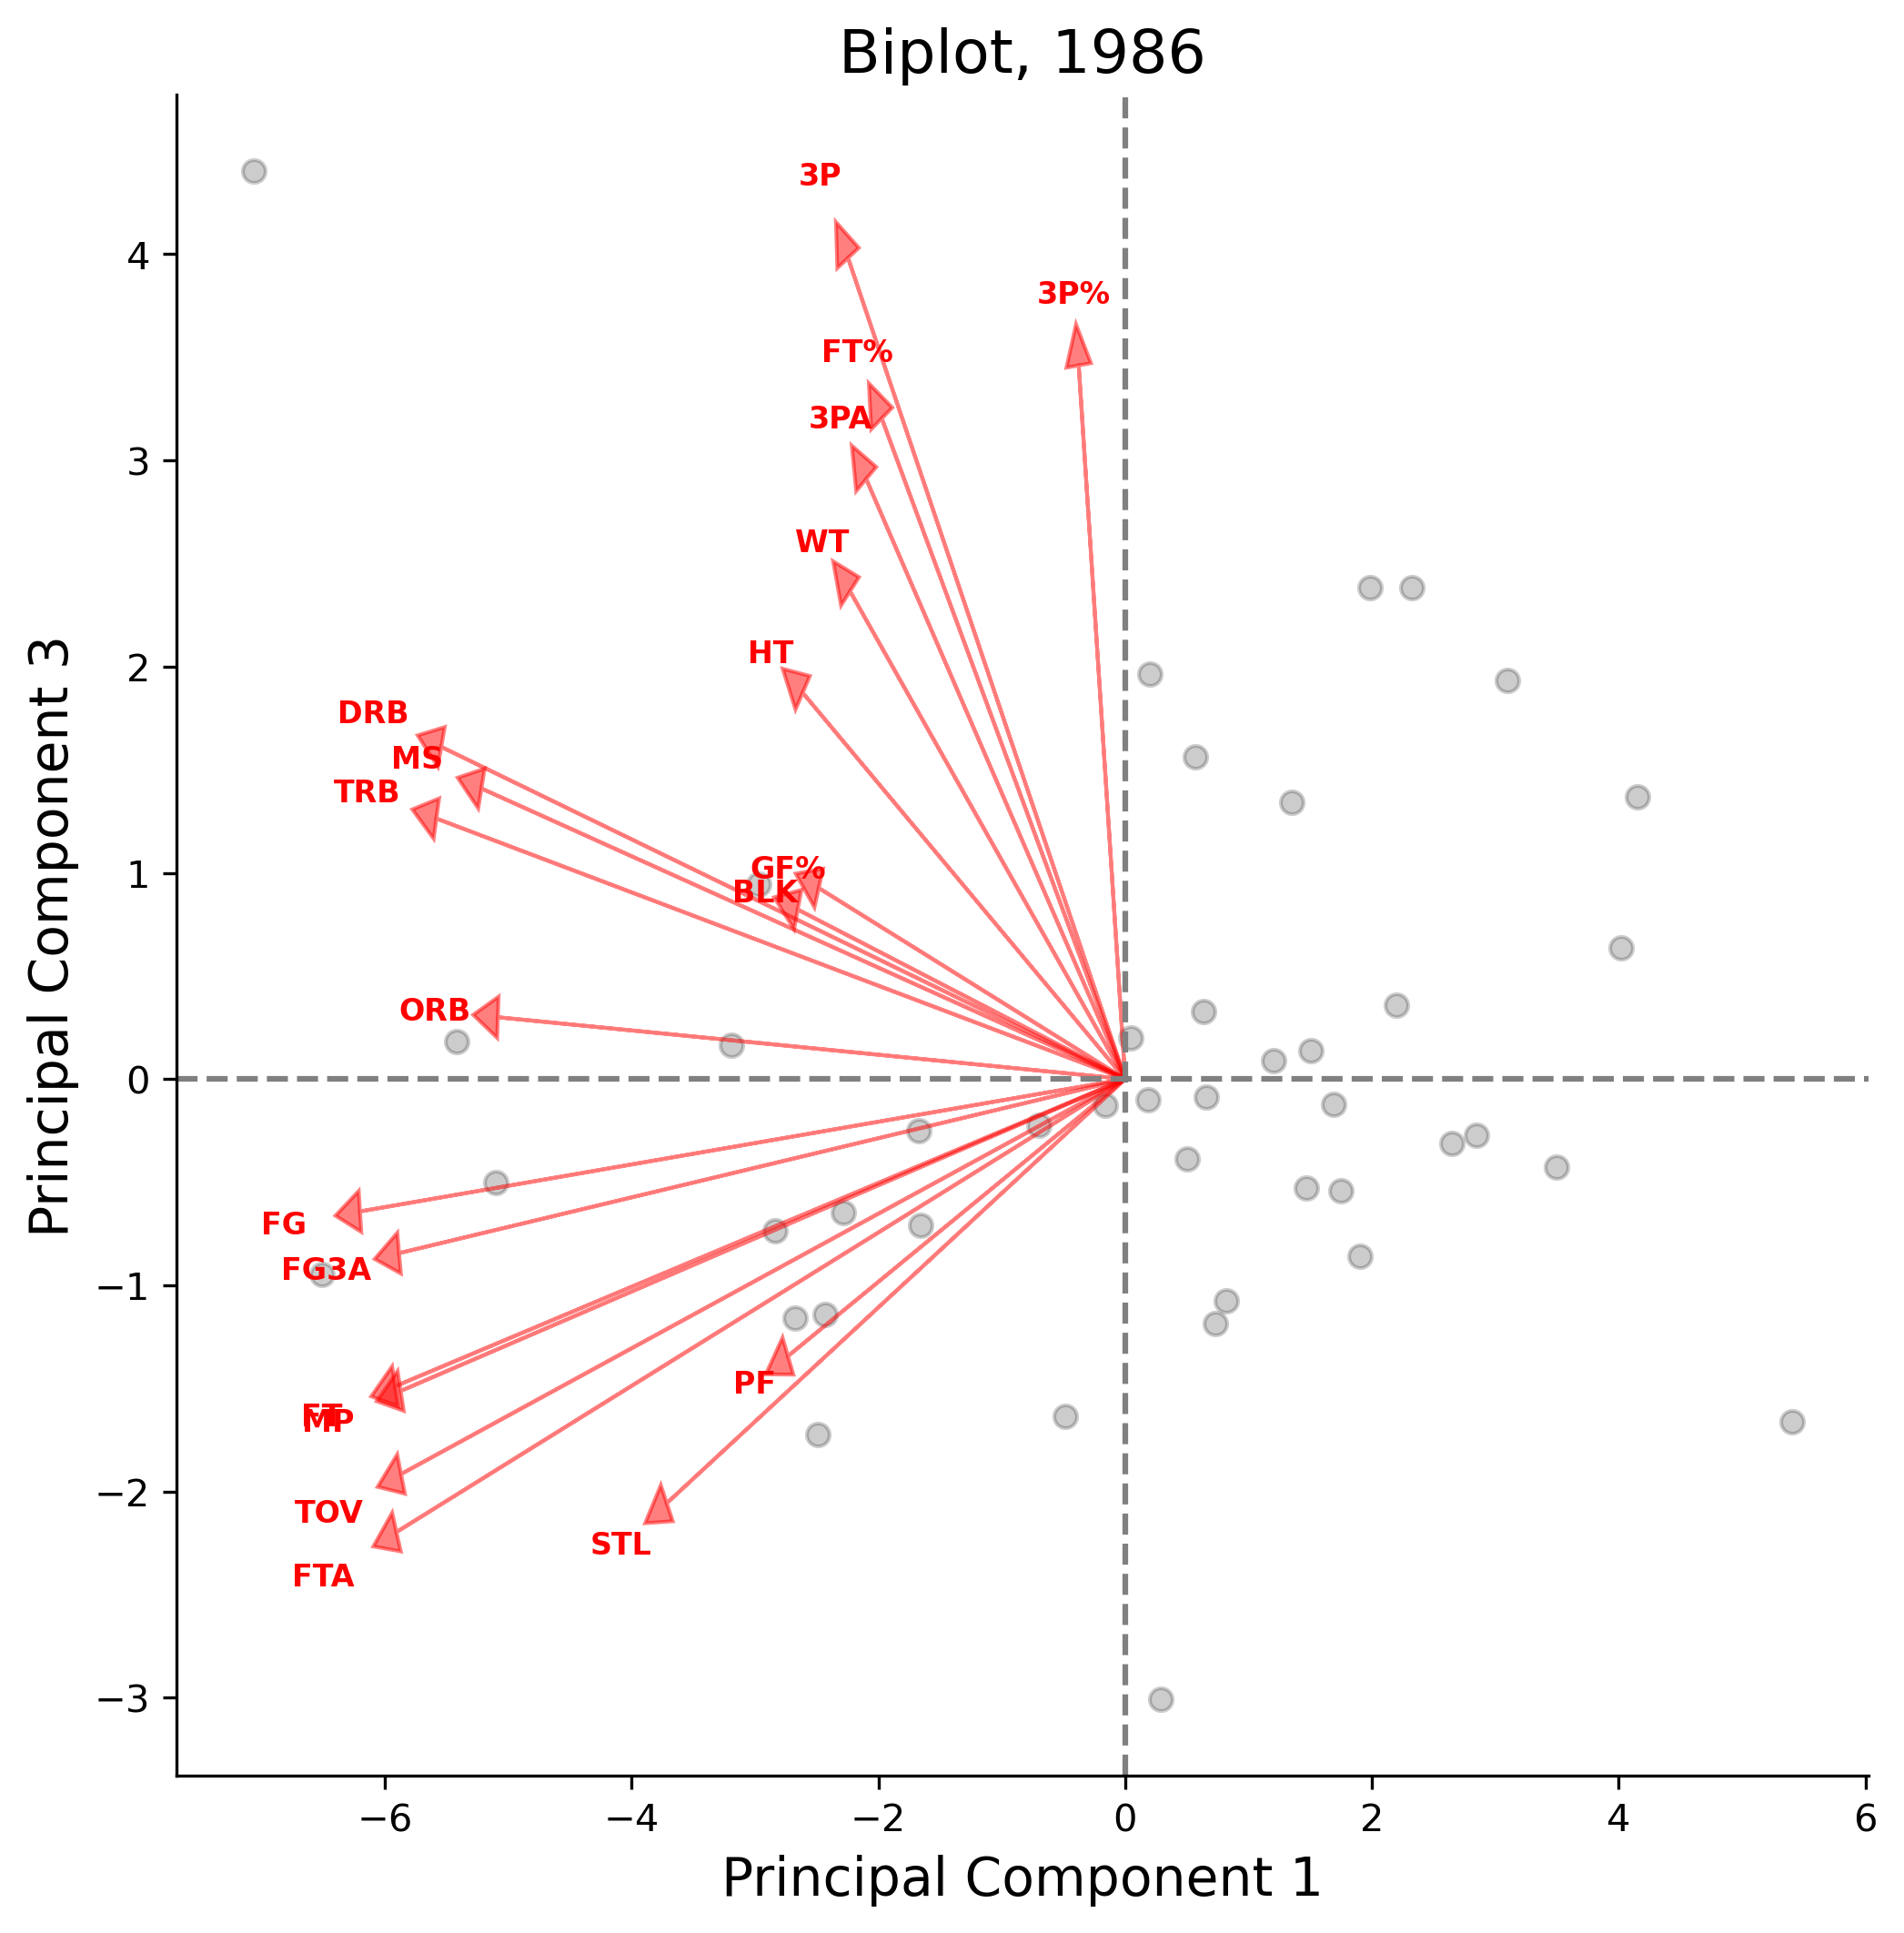 Biplot, 1986
3P
3P%
FT%
3PA
WT
HT
DRB
MS
TRB
GF%
BLK
ORB
FG
FG3A
PF
FT
MP
TOV
STL
FTA
4
3
2
1
0
−1
−2
−3
Principal Component 3
−6
−4
−2
0
2
4
6
Principal Component 1